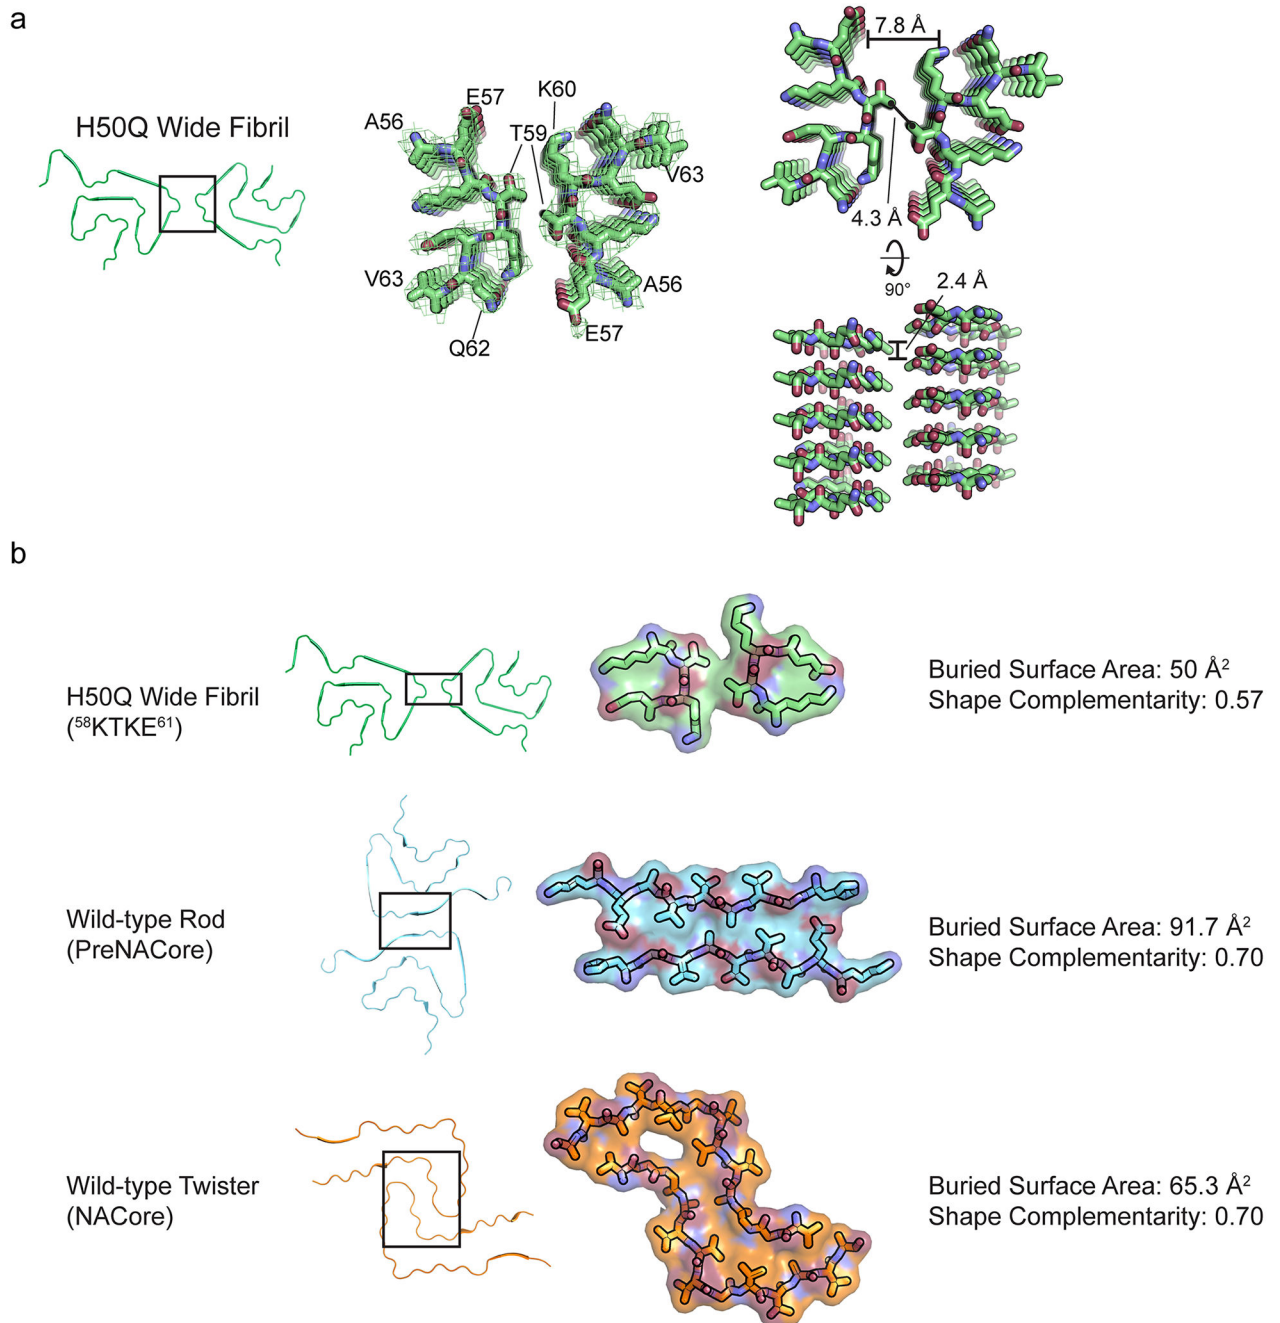 a
7.8 Å
H50Q Wide Fibril
A56
E57
K60
T59
V63
V63
A56
Q62
E57
4.3 Å
90°
2.4 Å
b
H50Q Wide Fibril
(⁵⁸KTKE⁶¹)
Buried Surface Area: 50 Å²
Shape Complementarity: 0.57
Wild-type Rod
(PreNACore)
Buried Surface Area: 91.7 Å²
Shape Complementarity: 0.70
Wild-type Twister
(NACore)
Buried Surface Area: 65.3 Å²
Shape Complementarity: 0.70